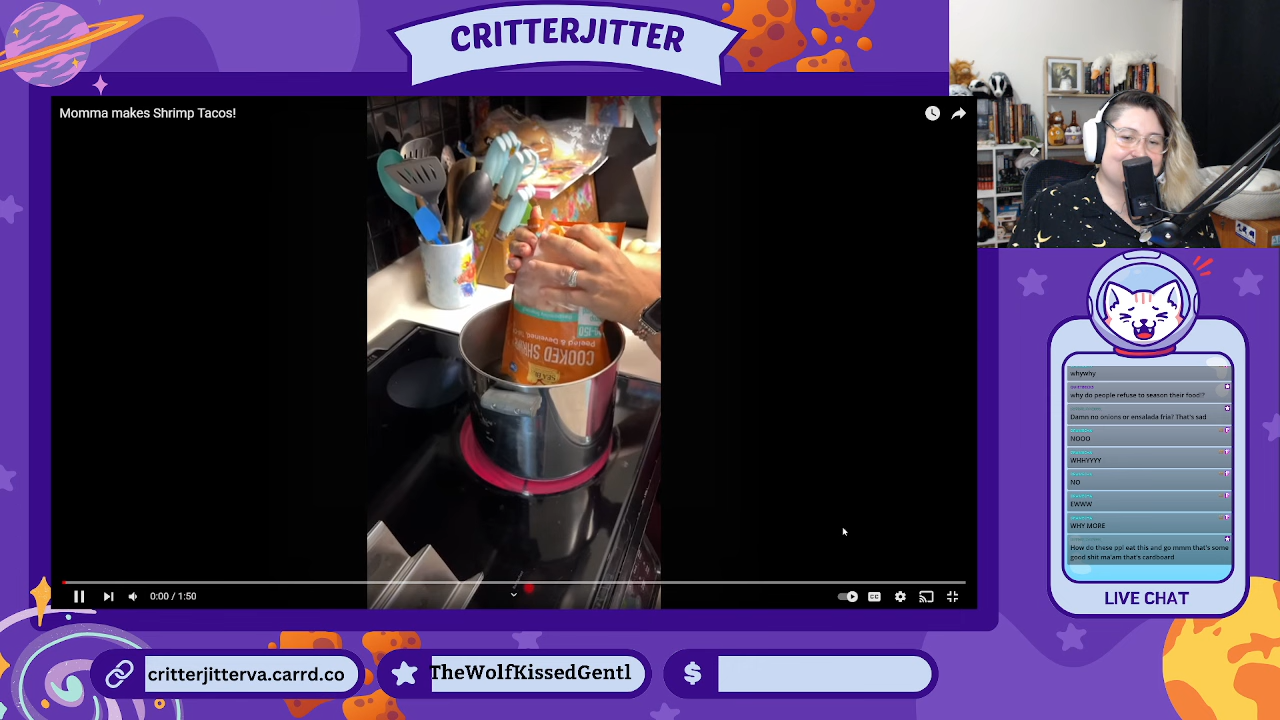 CRITTERJITTER
Momma makes Shrimp Tacos!
COOKED SHRIMP
Peeled & Deveined
whywhy
why do people refuse to season their food!?
Damn no onions or ensalada fria? That's sad
NOOO
WHHYYYY
NO
EWWW
WHY MORE
How do these ppl eat this and go mmm that's some
good shit ma'am that's cardboard
0:00 / 1:50
LIVE CHAT
critterjitterva.carrd.co
TheWolfKissedGentl